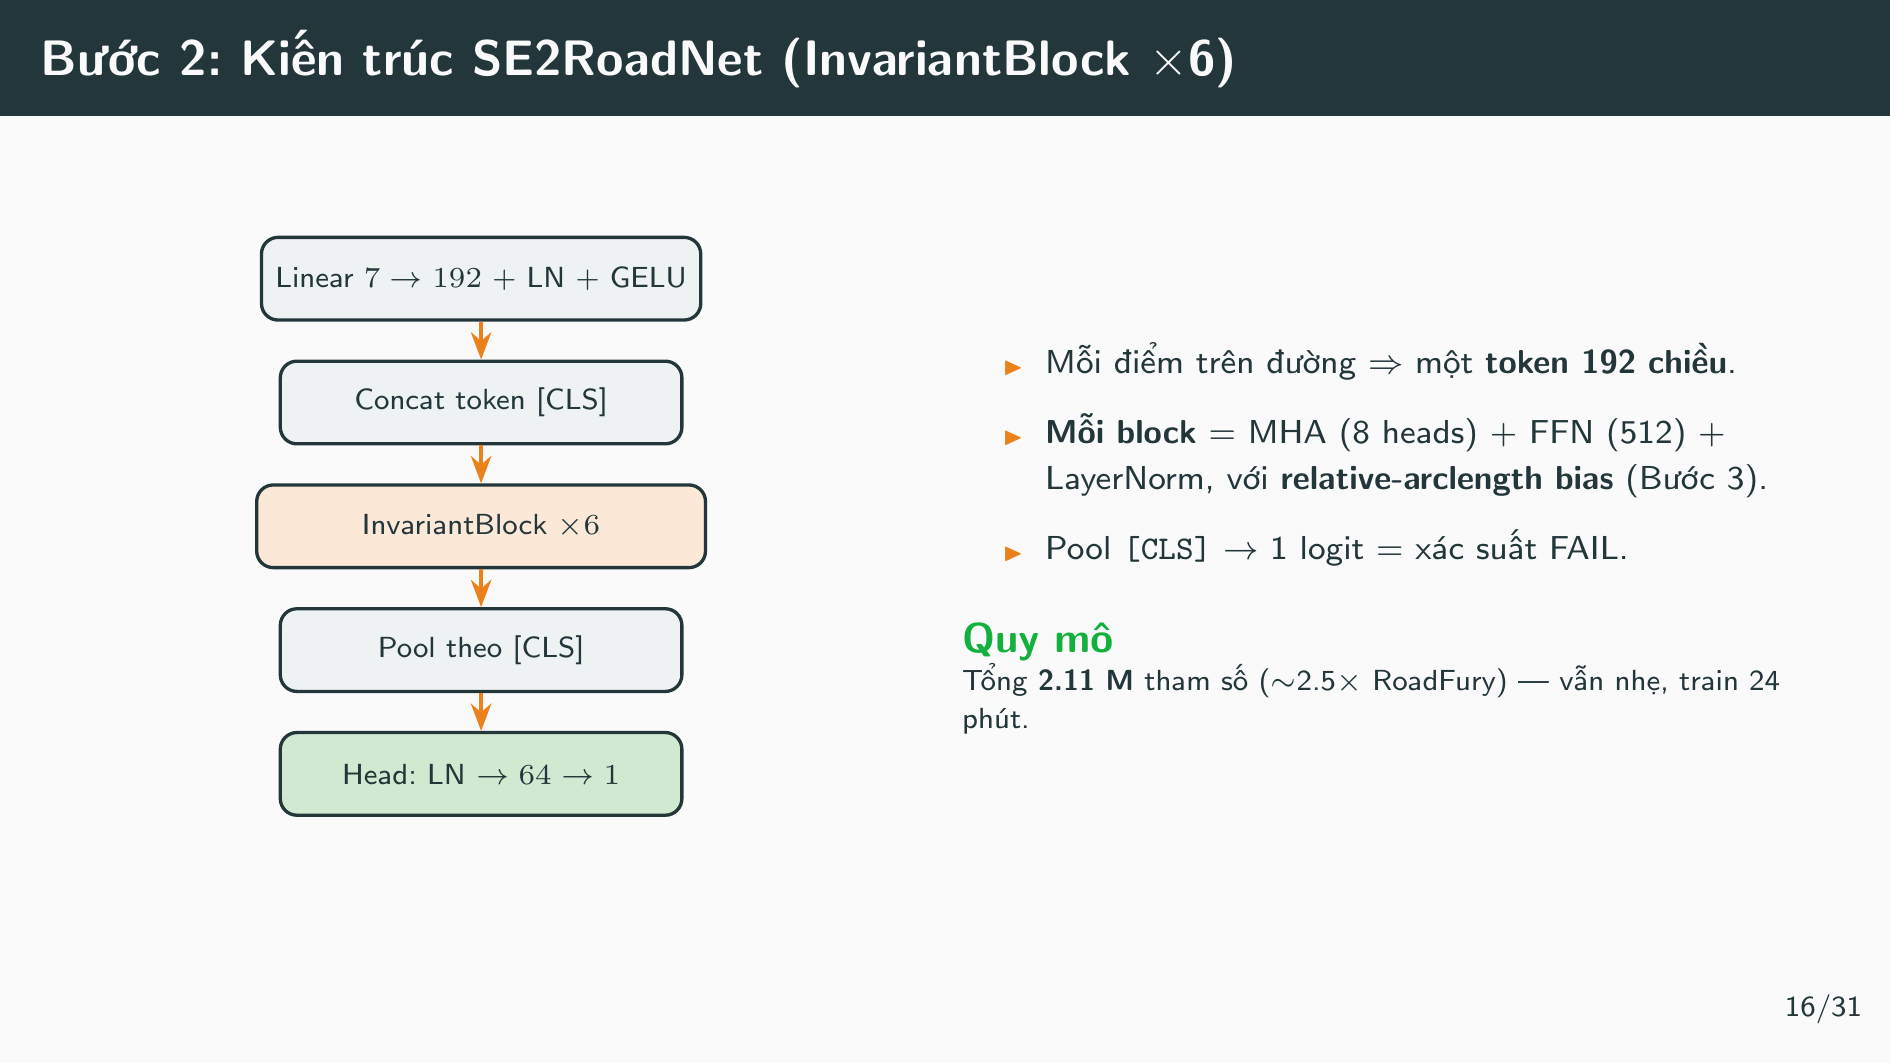 Bước 2: Kiến trúc SE2RoadNet (InvariantBlock ×6)
Linear 7 → 192 + LN + GELU
Concat token [CLS]
InvariantBlock ×6
Pool theo [CLS]
Head: LN → 64 → 1
Mỗi điểm trên đường ⇒ một token 192 chiều.
Mỗi block = MHA (8 heads) + FFN (512) +
LayerNorm, với relative-arclength bias (Bước 3).
Pool [CLS] → 1 logit = xác suất FAIL.
Quy mô
Tổng 2.11 M tham số (∼2.5× RoadFury) — vẫn nhẹ, train 24
phút.
16/31